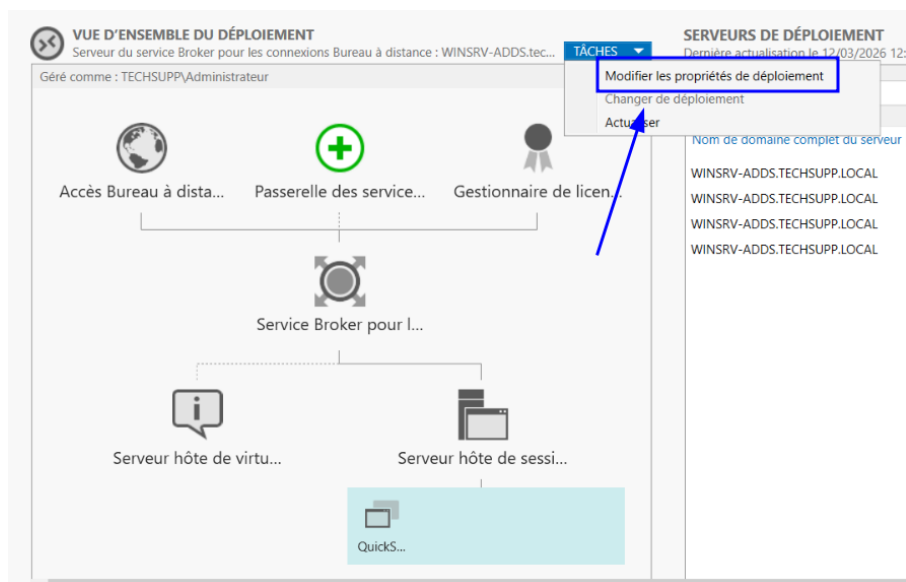 VUE D'ENSEMBLE DU DÉPLOIEMENT
Serveur du service Broker pour les connexions Bureau à distance : WINSRV-ADDS.tec...
TÂCHES
Géré comme : TECHSUPP\Administrateur
Modifier les propriétés de déploiement
Changer de déploiement
Actualiser
Accès Bureau à dista...
Passerelle des service...
Gestionnaire de licen...
Service Broker pour l...
Serveur hôte de virtu...
Serveur hôte de sessi...
QuickS...
SERVEURS DE DÉPLOIEMENT
Dernière actualisation le 12/03/2026 12:
Nom de domaine complet du serveur
WINSRV-ADDS.TECHSUPP.LOCAL
WINSRV-ADDS.TECHSUPP.LOCAL
WINSRV-ADDS.TECHSUPP.LOCAL
WINSRV-ADDS.TECHSUPP.LOCAL